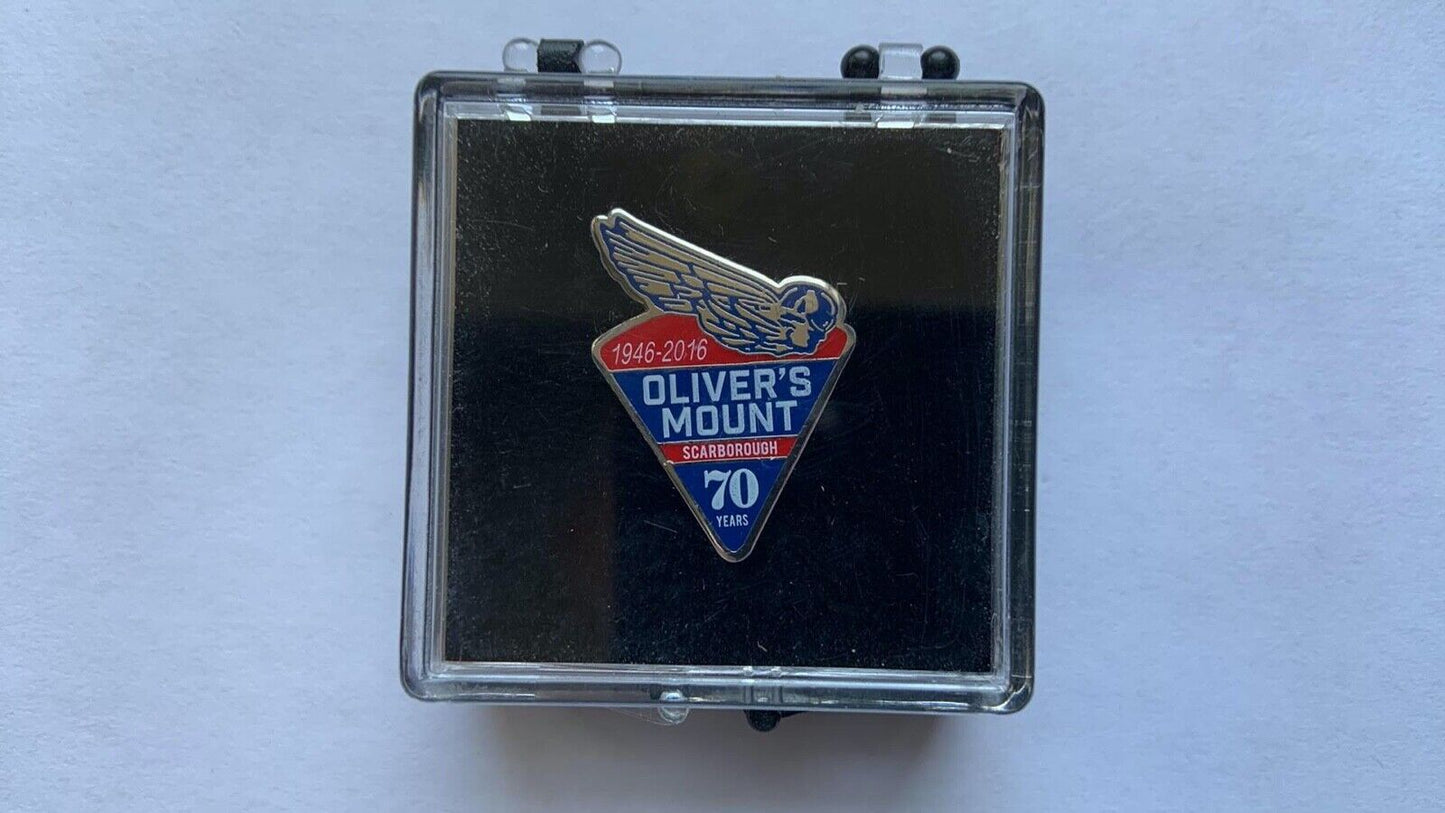 1946-2016
OLIVER'S
MOUNT
SCARBOROUGH
70
YEARS